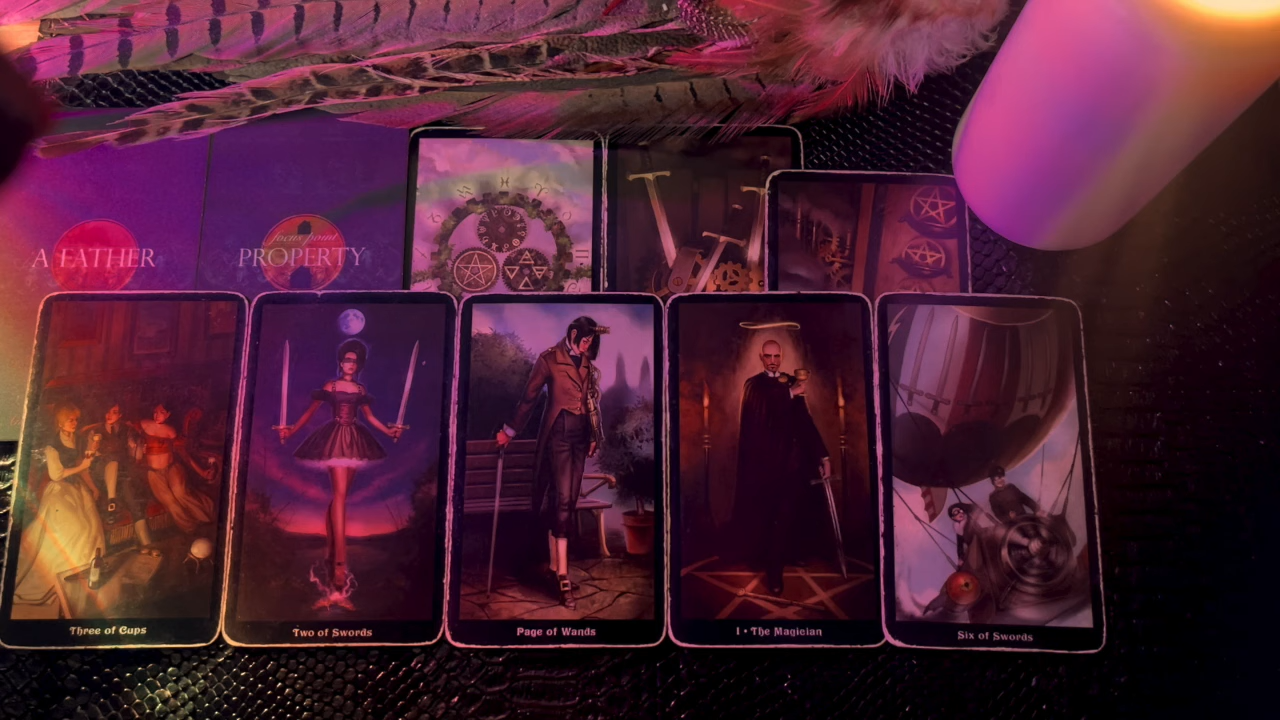 A FATHER
focus point
PROPERTY
Three of Cups
Two of Swords
Page of Wands
I • The Magician
Six of Swords